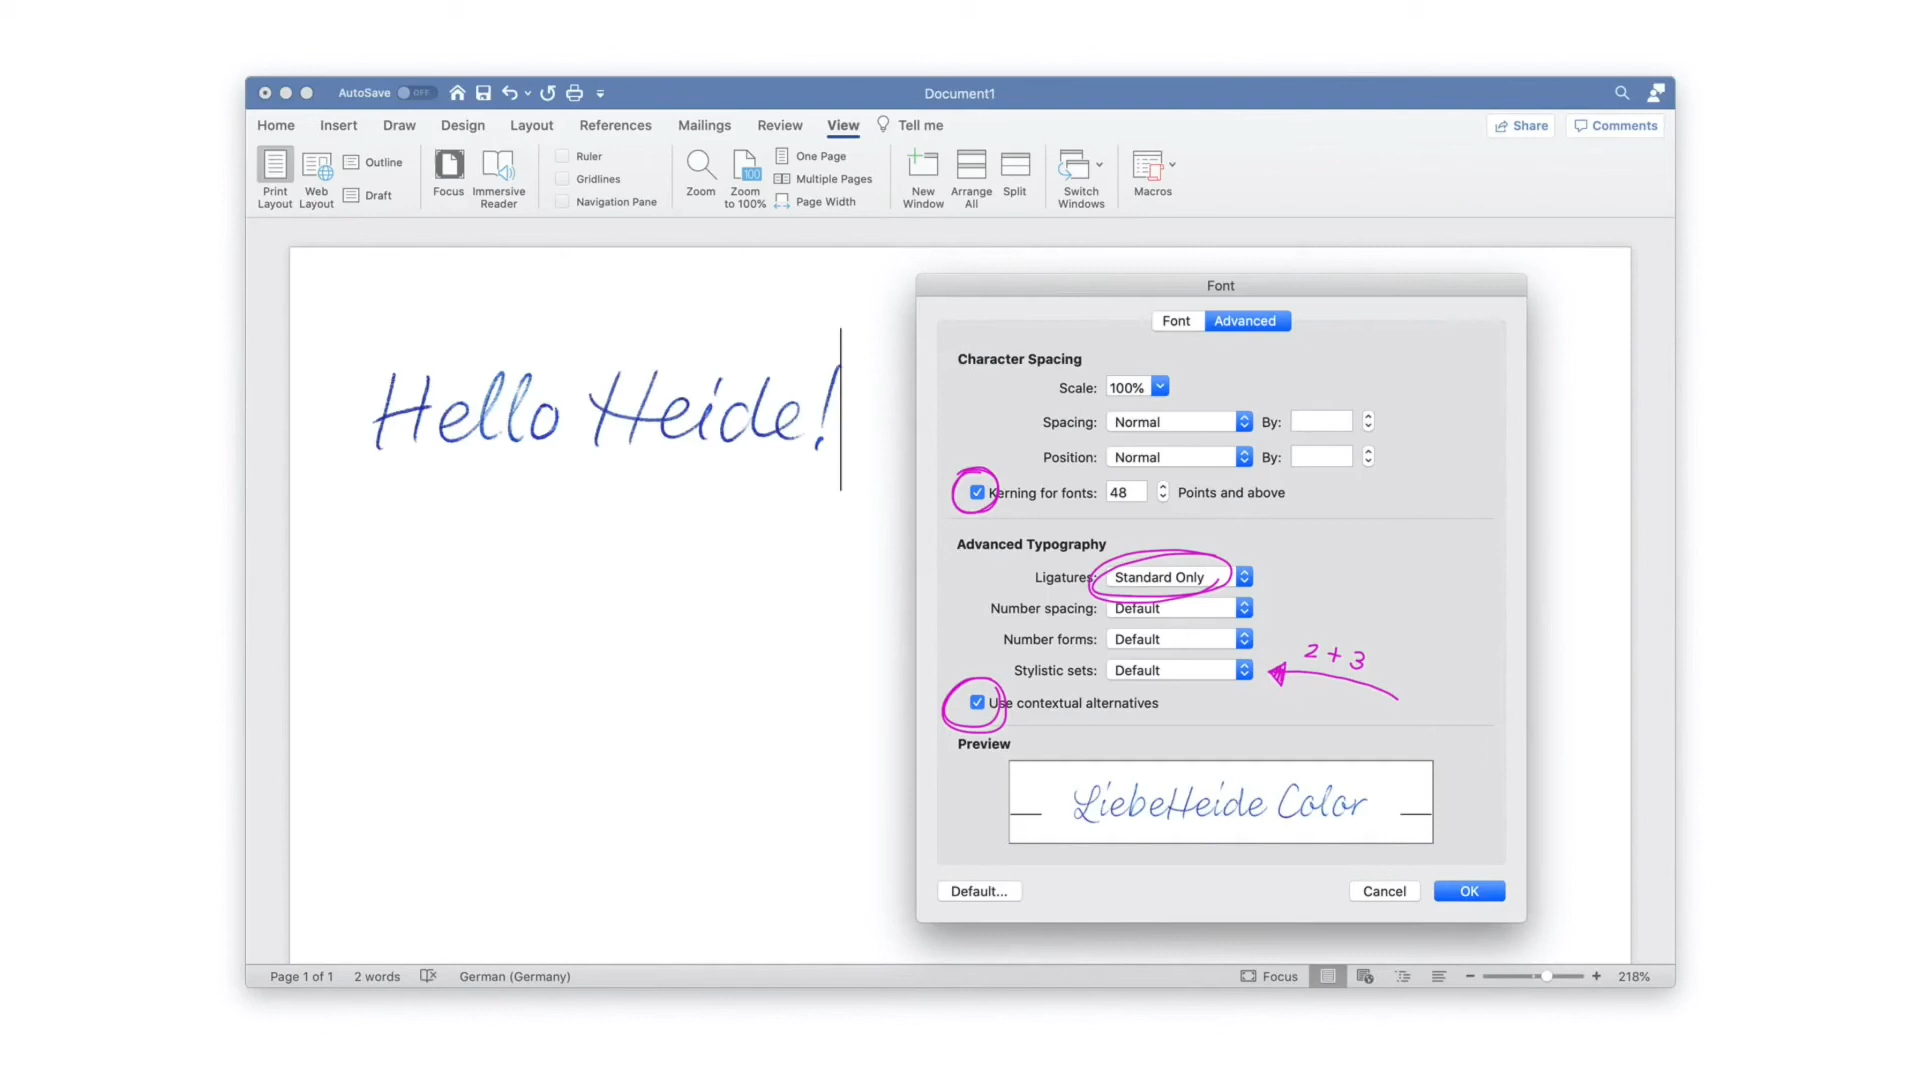 AutoSave OFF
Document1
Home Insert Draw Design Layout References Mailings Review View Tell me
Share Comments
Print Layout
Web Layout
Outline
Draft
Focus
Immersive Reader
Ruler
Gridlines
Navigation Pane
Zoom
100
Zoom to 100%
One Page
Multiple Pages
Page Width
New Window
Arrange All
Split
Switch Windows
Macros
Hello Heide!
Font
Font Advanced
Character Spacing
Scale: 100%
Spacing: Normal By:
Position: Normal By:
Kerning for fonts: 48 Points and above
Advanced Typography
Ligatures: Standard Only
Number spacing: Default
Number forms: Default
Stylistic sets: Default
2 + 3
Use contextual alternatives
Preview
LiebeHeide Color
Default... Cancel OK
Page 1 of 1 2 words German (Germany) Focus 218%